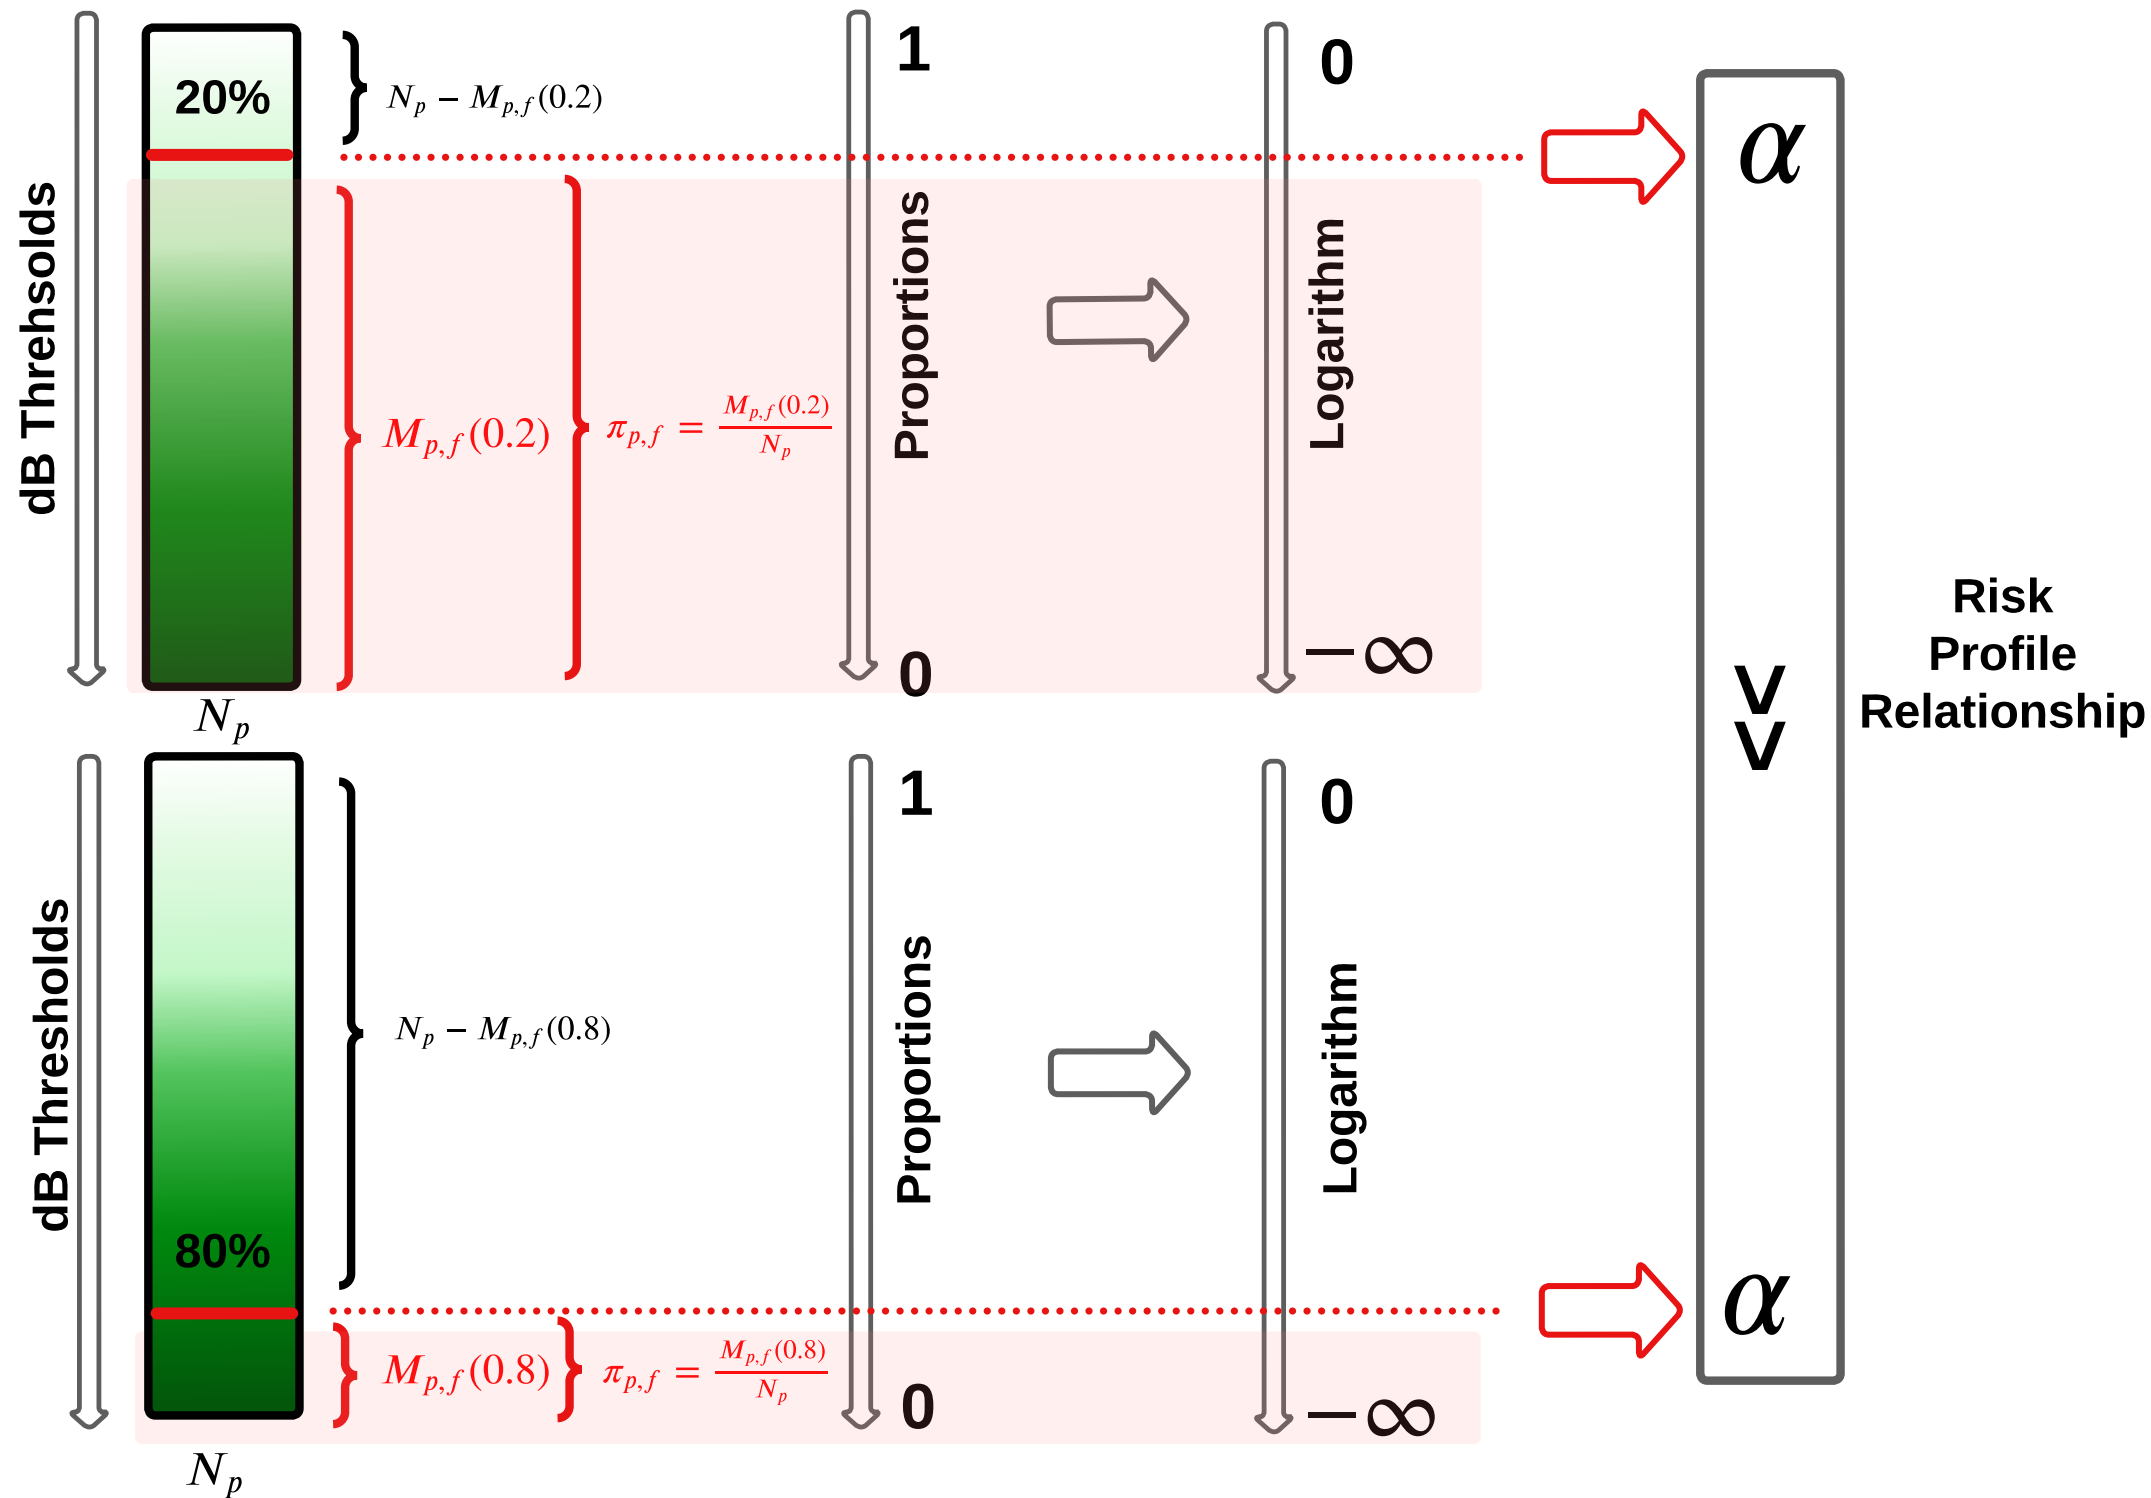 dB Threhsolds
20%
N_p − M_{p,f}(0.2)
M_{p,f}(0.2)
π_{p,f} = M_{p,f}(0.2) / N_p
1
Proportions
0
0
Logarithm
−∞
N_p
α
>>
α
Risk
Profile
Relationship
dB Thresholds
80%
N_p − M_{p,f}(0.8)
M_{p,f}(0.8)
π_{p,f} = M_{p,f}(0.8) / N_p
1
Proportions
0
0
Logarithm
−∞
N_p